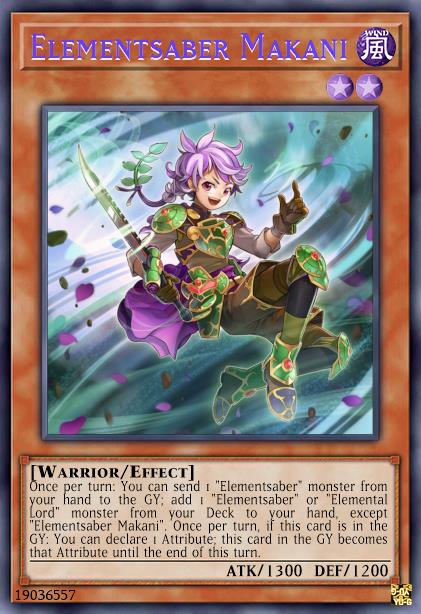 ELEMENTSABER MAKANI
WIND
風
[WARRIOR/EFFECT]
Once per turn: You can send 1 "Elementsaber" monster from
your hand to the GY; add 1 "Elementsaber" or "Elemental
Lord" monster from your Deck to your hand, except
"Elementsaber Makani". Once per turn, if this card is in the
GY: You can declare 1 Attribute; this card in the GY becomes
that Attribute until the end of this turn.
ATK/1300 DEF/1200
19036557